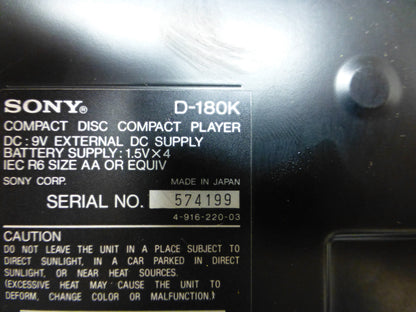 SONY® D-180K
COMPACT DISC COMPACT PLAYER
DC: 9V EXTERNAL DC SUPPLY
BATTERY SUPPLY: 1.5V×4
IEC R6 SIZE AA OR EQUIV
SONY CORP. MADE IN JAPAN
SERIAL NO. 574199
4-916-220-03
CAUTION
DO NOT LEAVE THE UNIT IN A PLACE SUBJECT TO
DIRECT SUNLIGHT, IN A CAR PARKED IN DIRECT
SUNLIGHT, OR NEAR HEAT SOURCES.
(EXCESSIVE HEAT MAY CAUSE THE UNIT TO
DEFORM, CHANGE COLOR OR MALFUNCTION.)